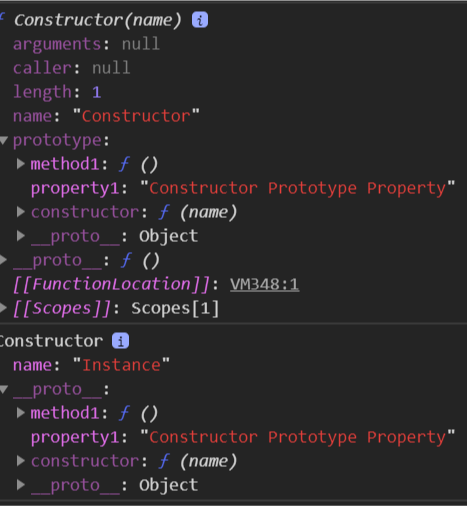 f Constructor(name) i
arguments: null
caller: null
length: 1
name: "Constructor"
prototype:
method1: f ()
property1: "Constructor Prototype Property"
constructor: f (name)
__proto__: Object
__proto__: f ()
[[FunctionLocation]]: VM348:1
[[Scopes]]: Scopes[1]
Constructor i
name: "Instance"
__proto__:
method1: f ()
property1: "Constructor Prototype Property"
constructor: f (name)
__proto__: Object